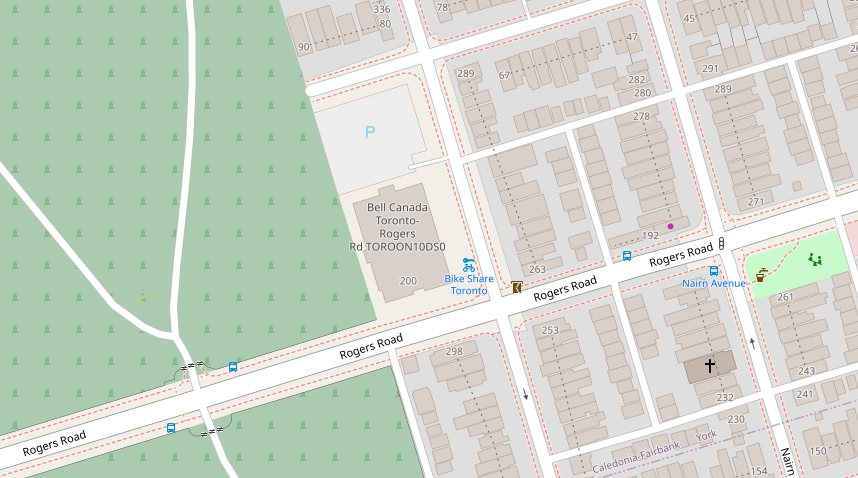 336
78
80
90
45
47
289
67
291
282
280
289
278
P
271
Bell Canada
Toronto-
Rogers
Rd TOROON10DS0
192
200
Bike Share
Toronto
263
Rogers Road
Rogers Road
Nairn Avenue
261
253
Rogers Road
298
243
241
232
230
Rogers Road
Caledonia-Fairbank
York
150
154
Nairn